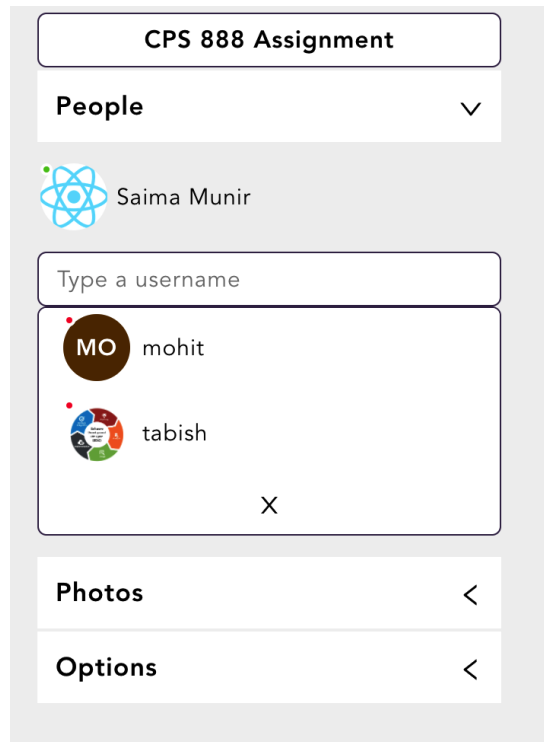 CPS 888 Assignment
People
Saima Munir
Type a username
MO mohit
tabish
X
Photos
Options